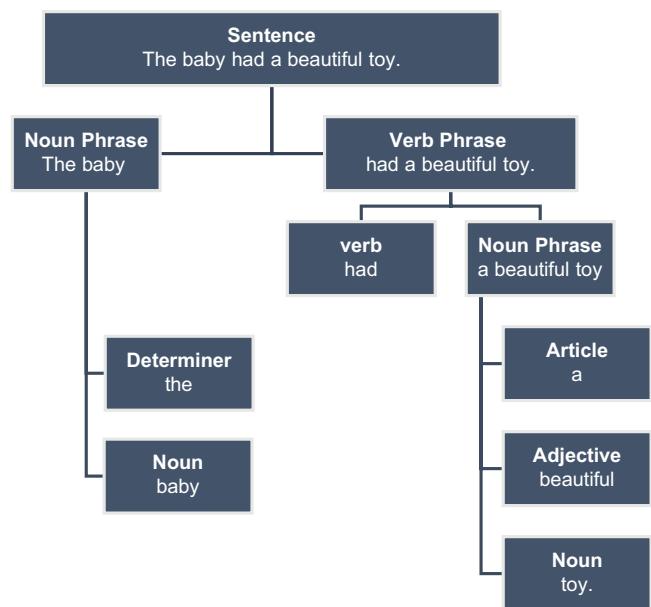 Sentence
The baby had a beautiful toy.
Noun Phrase
The baby
Verb Phrase
had a beautiful toy.
verb
had
Noun Phrase
a beautiful toy
Determiner
the
Noun
baby
Article
a
Adjective
beautiful
Noun
toy.